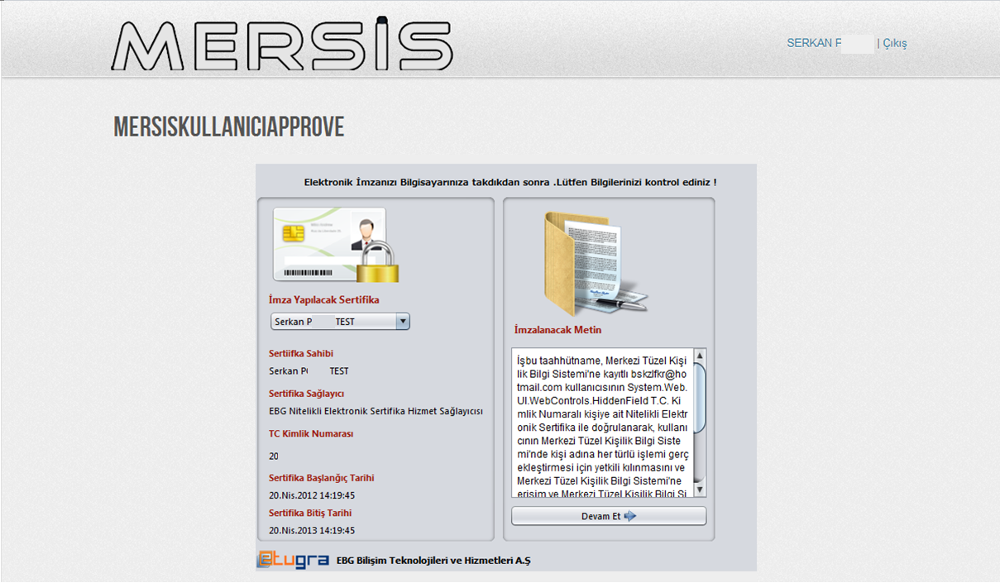 MERSİS
SERKAN P | Çıkış
MERSISKULLANICIAPPROVE
Elektronik İmzanızı Bilgisayarınıza takdıkdan sonra .Lütfen Bilgilerinizi kontrol ediniz !
İmza Yapılacak Sertifika
Serkan P TEST
Sertiifka Sahibi
Serkan P TEST
Sertifika Sağlayıcı
EBG Nitelikli Elektronik Sertifika Hizmet Sağlayıcısı
TC Kimlik Numarası
20
Sertifika Başlanğıç Tarihi
20.Nis.2012 14:19:45
Sertifika Bitiş Tarihi
20.Nis.2013 14:19:45
İmzalanacak Metin
İşbu taahhütname, Merkezi Tüzel Kişi
lik Bilgi Sistemi'ne kayıtlı bskzlfkr@ho
tmail.com kullanıcısının System.Web.
UI.WebControls.HiddenField T.C. Ki
mlik Numaralı kişiye ait Nitelikli Elektr
onik Sertifika ile doğrulanarak, kullanı
cının Merkezi Tüzel Kişilik Bilgi Siste
mi'nde kişi adına her türlü işlemi gerç
ekleştirmesi için yetkili kılınmasını ve
Merkezi Tüzel Kişilik Bilgi Sistemi'ne
erişim ve Merkezi Tüzel Kişilik Bilgi Si
Devam Et
etugra EBG Bilişim Teknolojileri ve Hizmetleri A.Ş